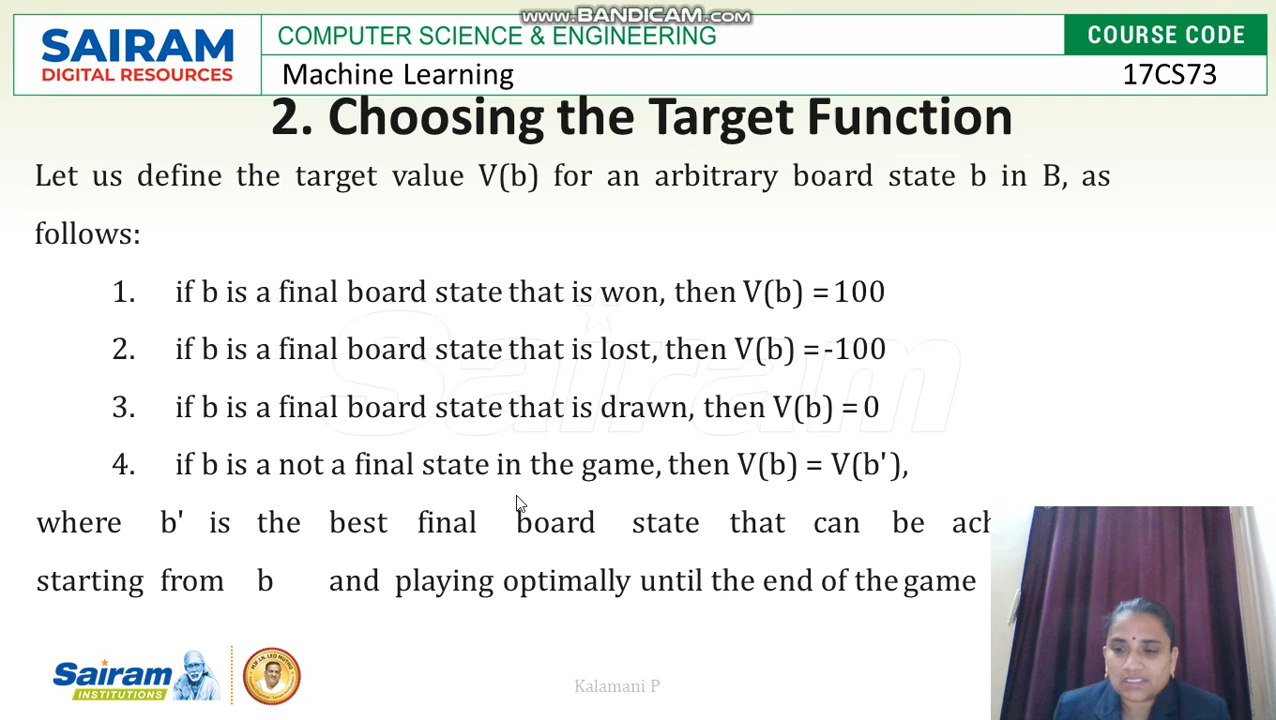 www.BANDICAM.com
SAIRAM
DIGITAL RESOURCES
COMPUTER SCIENCE & ENGINEERING
COURSE CODE
Machine Learning
17CS73
2. Choosing the Target Function
Let us define the target value V(b) for an arbitrary board state b in B, as
follows:
1. if b is a final board state that is won, then V(b) = 100
2. if b is a final board state that is lost, then V(b) = -100
3. if b is a final board state that is drawn, then V(b) = 0
4. if b is a not a final state in the game, then V(b) = V(b'),
where b' is the best final board state that can be ach
starting from b and playing optimally until the end of the game
Sairam
Sairam
INSTITUTIONS
Kalamani P